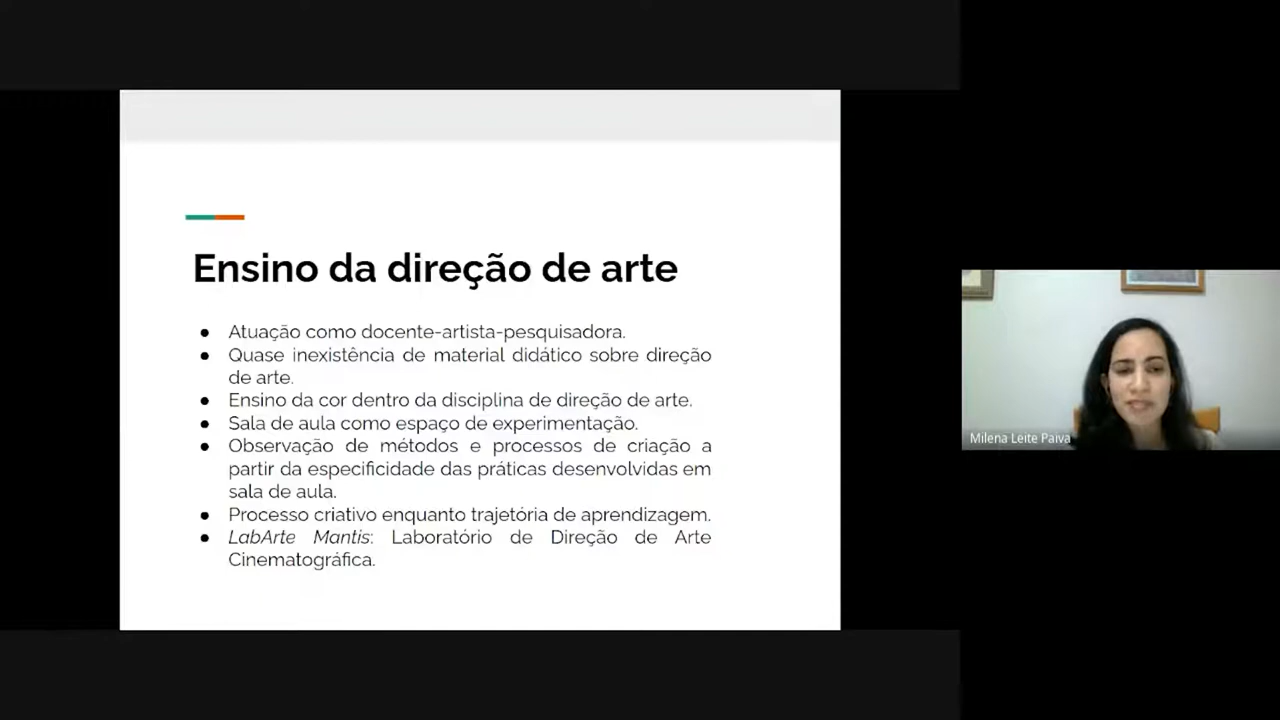 Ensino da direção de arte
● Atuação como docente-artista-pesquisadora.
● Quase inexistência de material didático sobre direção
de arte.
● Ensino da cor dentro da disciplina de direção de arte.
● Sala de aula como espaço de experimentação.
● Observação de métodos e processos de criação a
partir da especificidade das práticas desenvolvidas em
sala de aula.
● Processo criativo enquanto trajetória de aprendizagem.
● LabArte Mantis: Laboratório de Direção de Arte
Cinematográfica.
Milena Leite Paiva